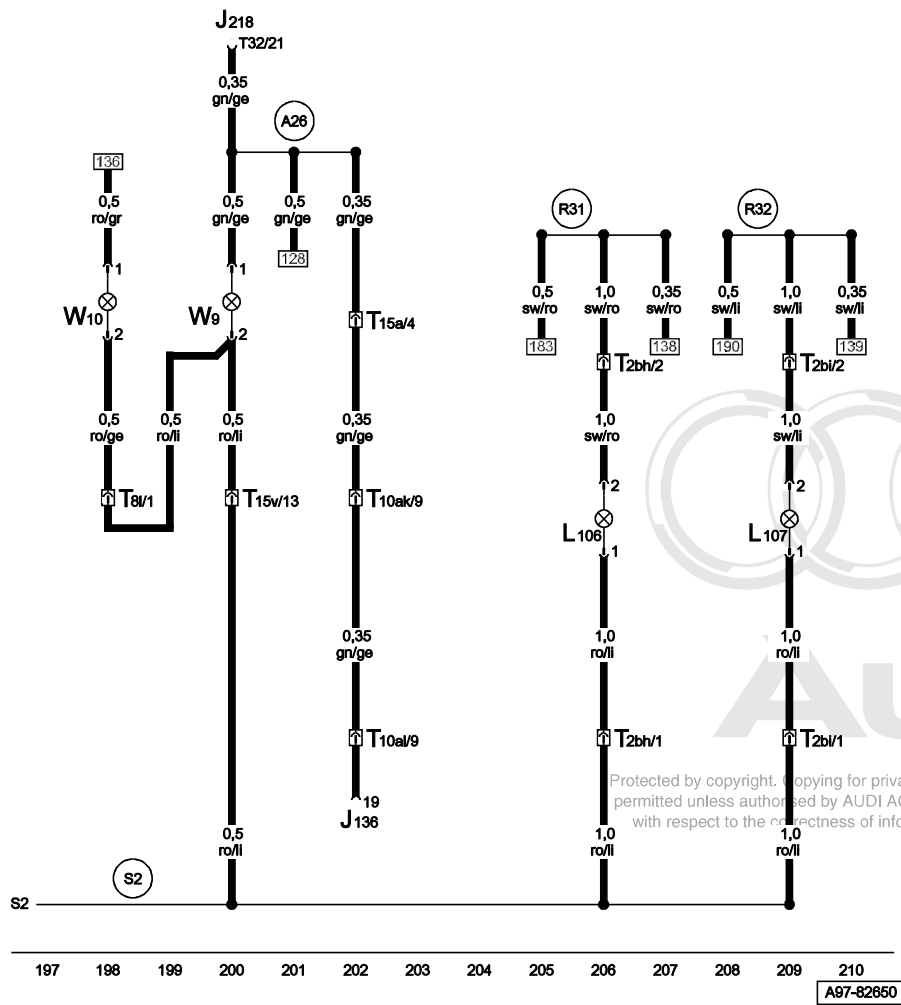 J218
T32/21
0,35
gn/ge
A26
136
0,5
ro/gr
0,5
gn/ge
0,5
gn/ge
0,35
gn/ge
R31
R32
128
1
1
W10
W9
2
2
T15a/4
0,5
sw/ro
1,0
sw/ro
0,35
sw/ro
0,5
sw/li
1,0
sw/li
0,35
sw/li
183
138
190
139
T2bh/2
T2bi/2
0,5
ro/ge
0,5
ro/li
0,5
ro/li
0,35
gn/ge
1,0
sw/ro
1,0
sw/li
T8l/1
T15v/13
T10ak/9
2
2
L106
L107
1
1
0,35
gn/ge
1,0
ro/li
1,0
ro/li
T10al/9
T2bh/1
T2bi/1
19
J136
Protected by copyright. Copying for priva
permitted unless authorised by AUDI AG
with respect to the correctness of info
0,5
ro/li
1,0
ro/li
1,0
ro/li
S2
S2
197 198 199 200 201 202 203 204 205 206 207 208 209 210
A97-82650
Au